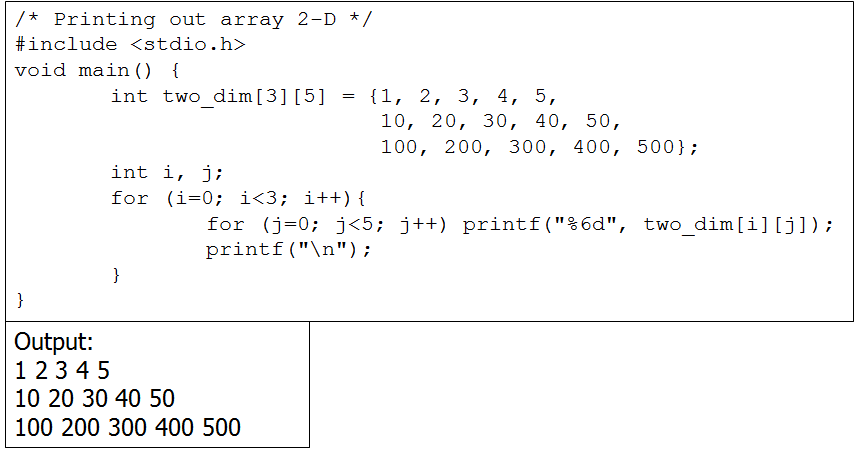 /* Printing out array 2-D */
#include <stdio.h>
void main() {
int two_dim[3][5] = {1, 2, 3, 4, 5,
10, 20, 30, 40, 50,
100, 200, 300, 400, 500};
int i, j;
for (i=0; i<3; i++){
for (j=0; j<5; j++) printf("%6d", two_dim[i][j]);
printf("\n");
}
}
Output:
1 2 3 4 5
10 20 30 40 50
100 200 300 400 500